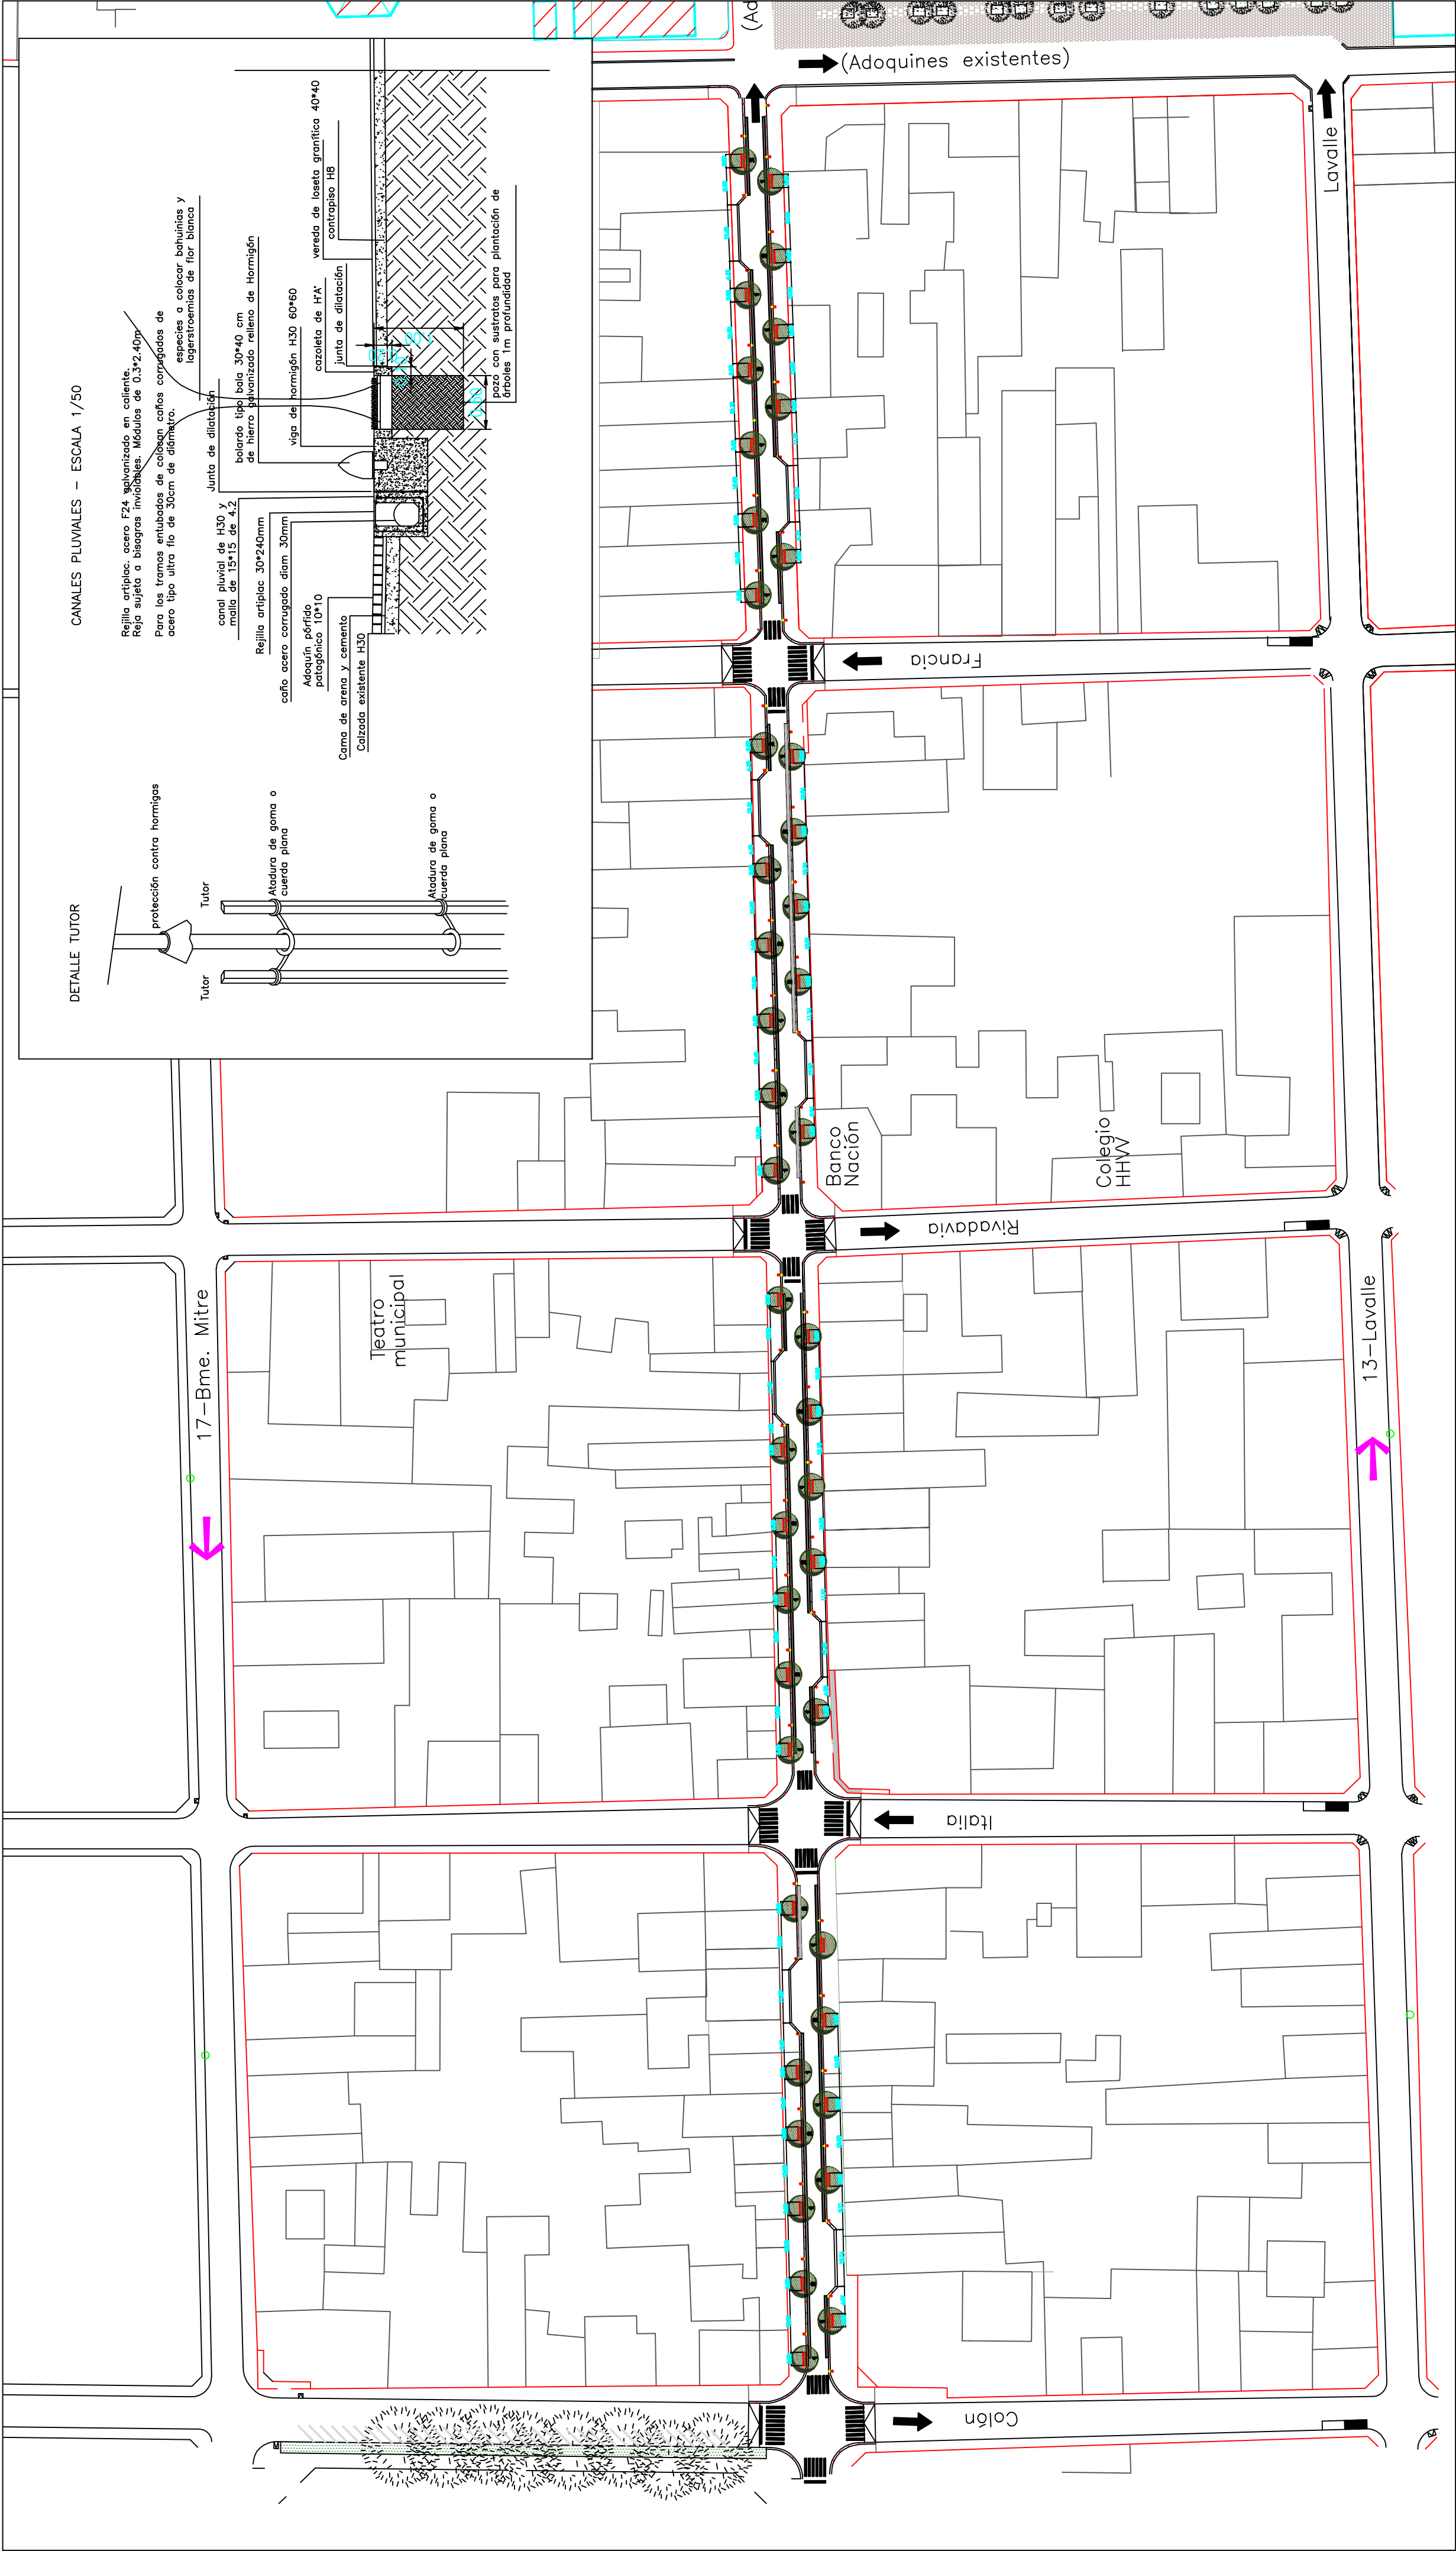 CANALES PLUVIALES – ESCALA 1/50
Rejilla artiplac. acero F24 galvanizado en caliente.
Reja sujeta a bisagras inviolables. Módulos de 0.3*2.40m
Para los tramos entubados de colocan caños corrugados de
acero tipo ultra flo de 30cm de diámetro.
especies a colocar bahuinias y
lagerstroemias de flor blanca
Junta de dilatación
bolardo tipo bala 30*40 cm
de hierro galvanizado relleno de Hormigón
canal pluvial de H30 y
malla de 15*15 de 4.2
viga de hormigón H30 60*60
Rejilla artiplac 30*240mm
cazoleta de H'A'
caño acero corrugado diam 30mm
junta de dilatación
vereda de loseta granítica 40*40
contrapiso H8
Adoquín pórfido
patagónico 10*10
Cama de arena y cemento
Calzada existente H30
1.00
0.60
pozo con sustratos para plantación de
árboles 1m profundidad
DETALLE TUTOR
protección contra hormigas
Tutor
Tutor
Atadura de goma o
cuerda plana
Atadura de goma o
cuerda plana
(Ad
(Adoquines existentes)
Lavalle
Francia
Banco
Nación
Colegio
HHVV
Rivadavia
17-Bme. Mitre
Teatro
municipal
13-Lavalle
Italia
Colón